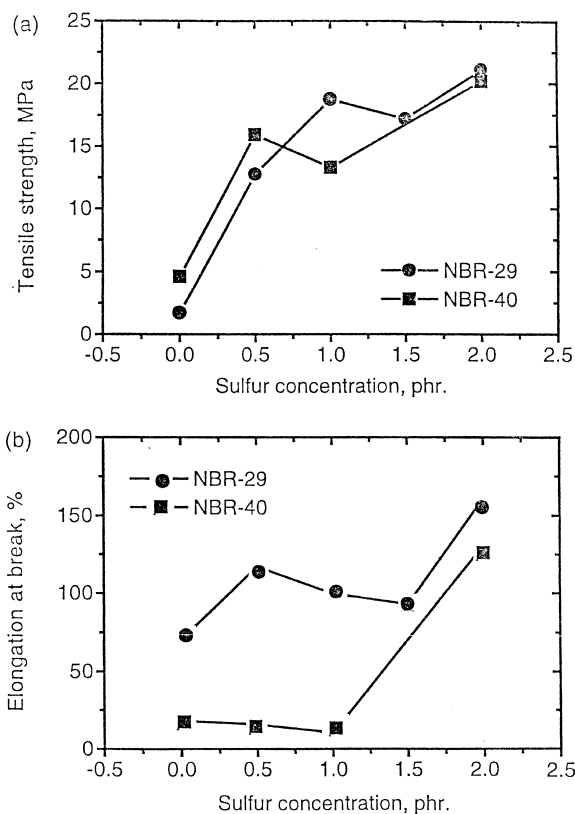 (a)
25
20
15
10
5
0
Tensile strength, MPa
NBR-29
NBR-40
-0.5 0.0 0.5 1.0 1.5 2.0 2.5
Sulfur concentration, phr.
(b)
200
150
100
50
0
Elongation at break, %
NBR-29
NBR-40
-0.5 0.0 0.5 1.0 1.5 2.0 2.5
Sulfur concentration, phr.